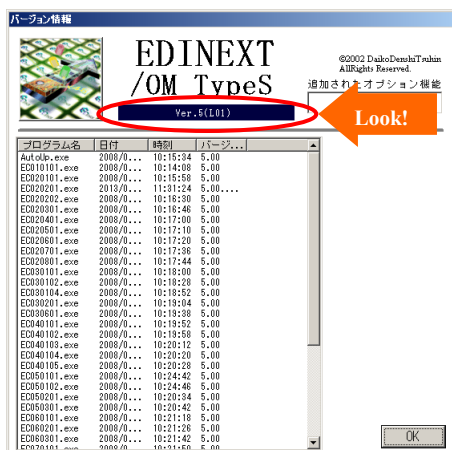 バージョン情報
EDINEXT
/OM TypeS
Ver.5(L01)
©2002 DaikoDenshiTsuhin
AllRights Reserved.
追加されたオプション機能
Look!
プログラム名 日付 時刻 バージ...
AutoUp.exe 2008/0... 10:15:34 5.00
EC010101.exe 2008/0... 10:14:08 5.00
EC020101.exe 2008/0... 10:15:58 5.00
EC020201.exe 2013/0... 11:31:24 5.00....
EC020202.exe 2008/0... 10:16:30 5.00
EC020301.exe 2008/0... 10:16:46 5.00
EC020401.exe 2008/0... 10:17:00 5.00
EC020501.exe 2008/0... 10:17:10 5.00
EC020601.exe 2008/0... 10:17:20 5.00
EC020701.exe 2008/0... 10:17:36 5.00
EC020801.exe 2008/0... 10:17:44 5.00
EC030101.exe 2008/0... 10:18:00 5.00
EC030102.exe 2008/0... 10:18:28 5.00
EC030104.exe 2008/0... 10:18:52 5.00
EC030201.exe 2008/0... 10:19:04 5.00
EC030601.exe 2008/0... 10:19:38 5.00
EC040101.exe 2008/0... 10:19:52 5.00
EC040102.exe 2008/0... 10:19:58 5.00
EC040103.exe 2008/0... 10:20:12 5.00
EC040104.exe 2008/0... 10:20:20 5.00
EC040105.exe 2008/0... 10:20:28 5.00
EC050101.exe 2008/0... 10:24:42 5.00
EC050102.exe 2008/0... 10:24:46 5.00
EC050201.exe 2008/0... 10:20:34 5.00
EC050301.exe 2008/0... 10:20:42 5.00
EC060101.exe 2008/0... 10:21:18 5.00
EC060201.exe 2008/0... 10:21:26 5.00
EC060301.exe 2008/0... 10:21:42 5.00
OK